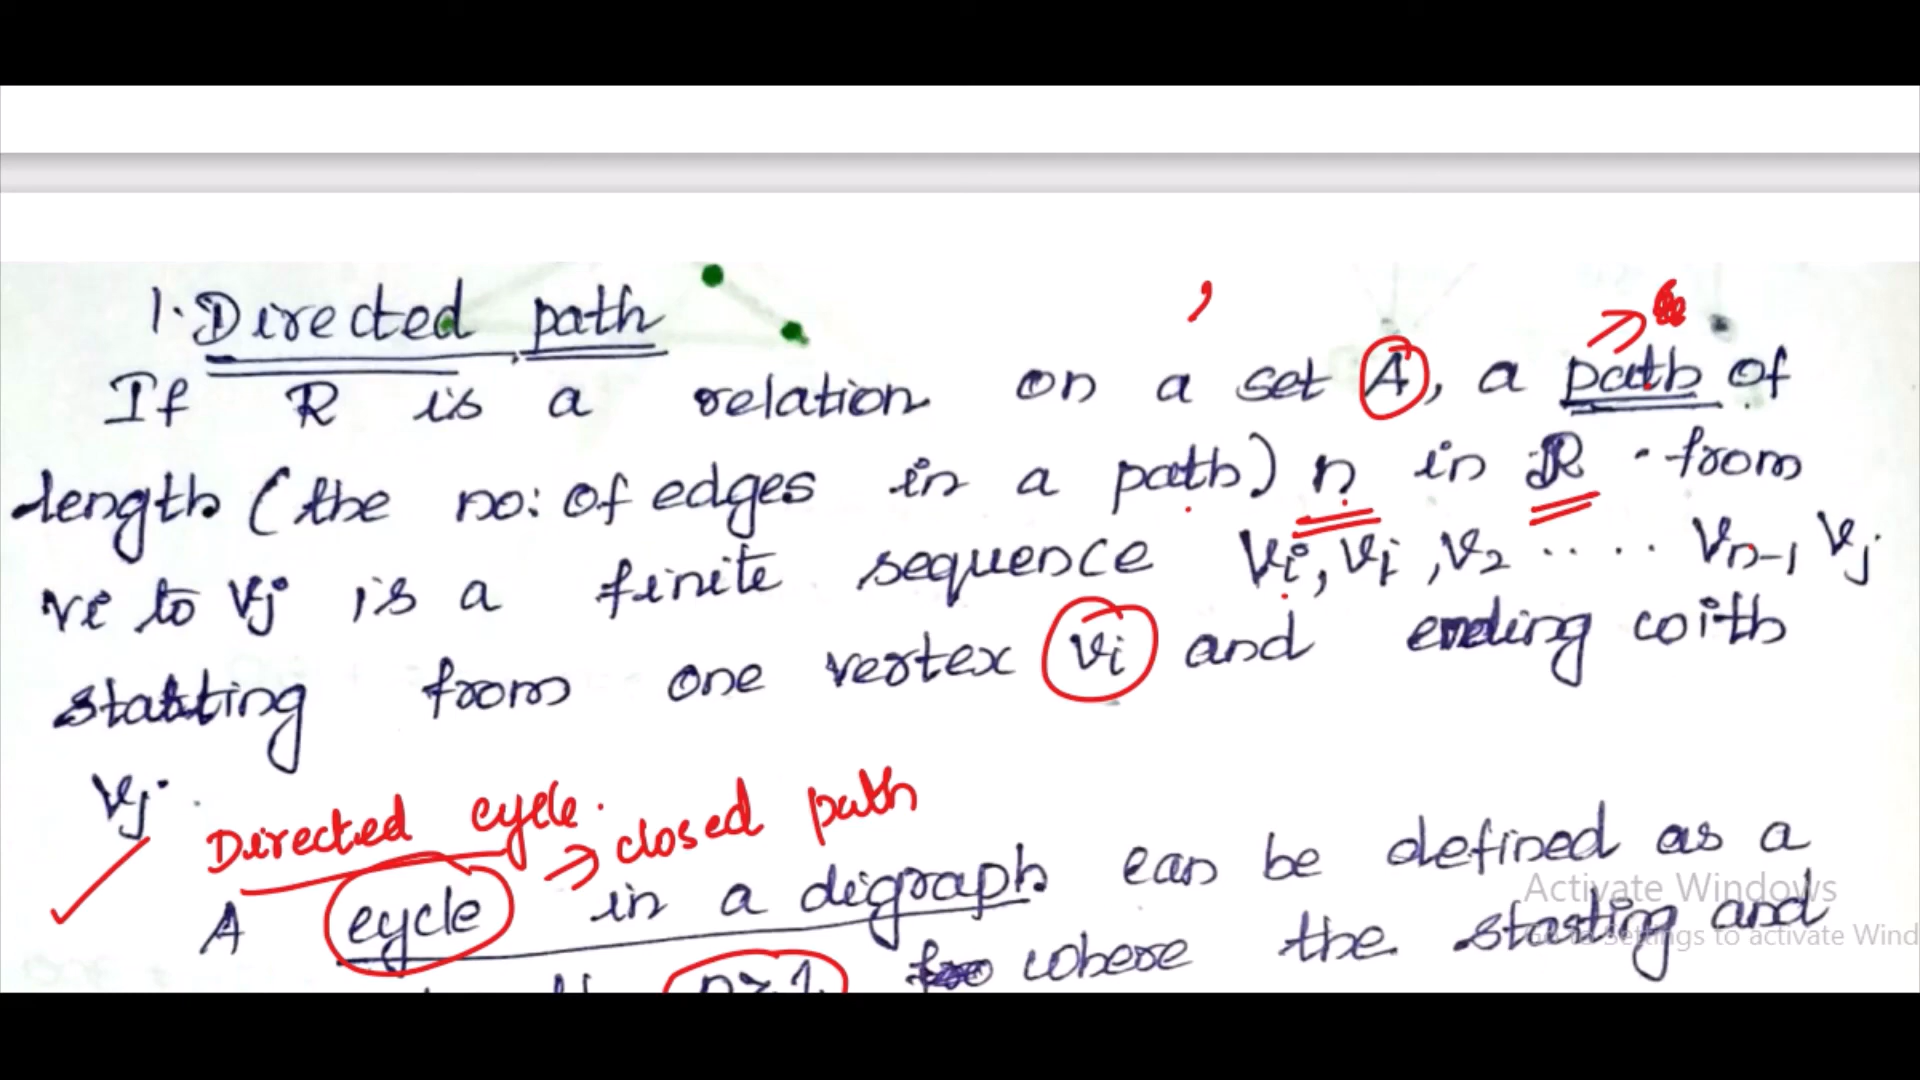 1. Directed path
If R is a relation on a set A, a path of
length (the no: of edges in a path) n in R from
vi to vj is a finite sequence Vi, Vi, V2 ..... Vn-1 Vj
starting from one vertex vi and ending with
Vj.
Directed cycle. → closed path
A cycle in a digraph can be defined as a
n≥1 where the starting and
Activate Windows
Go to Settings to activate Wind